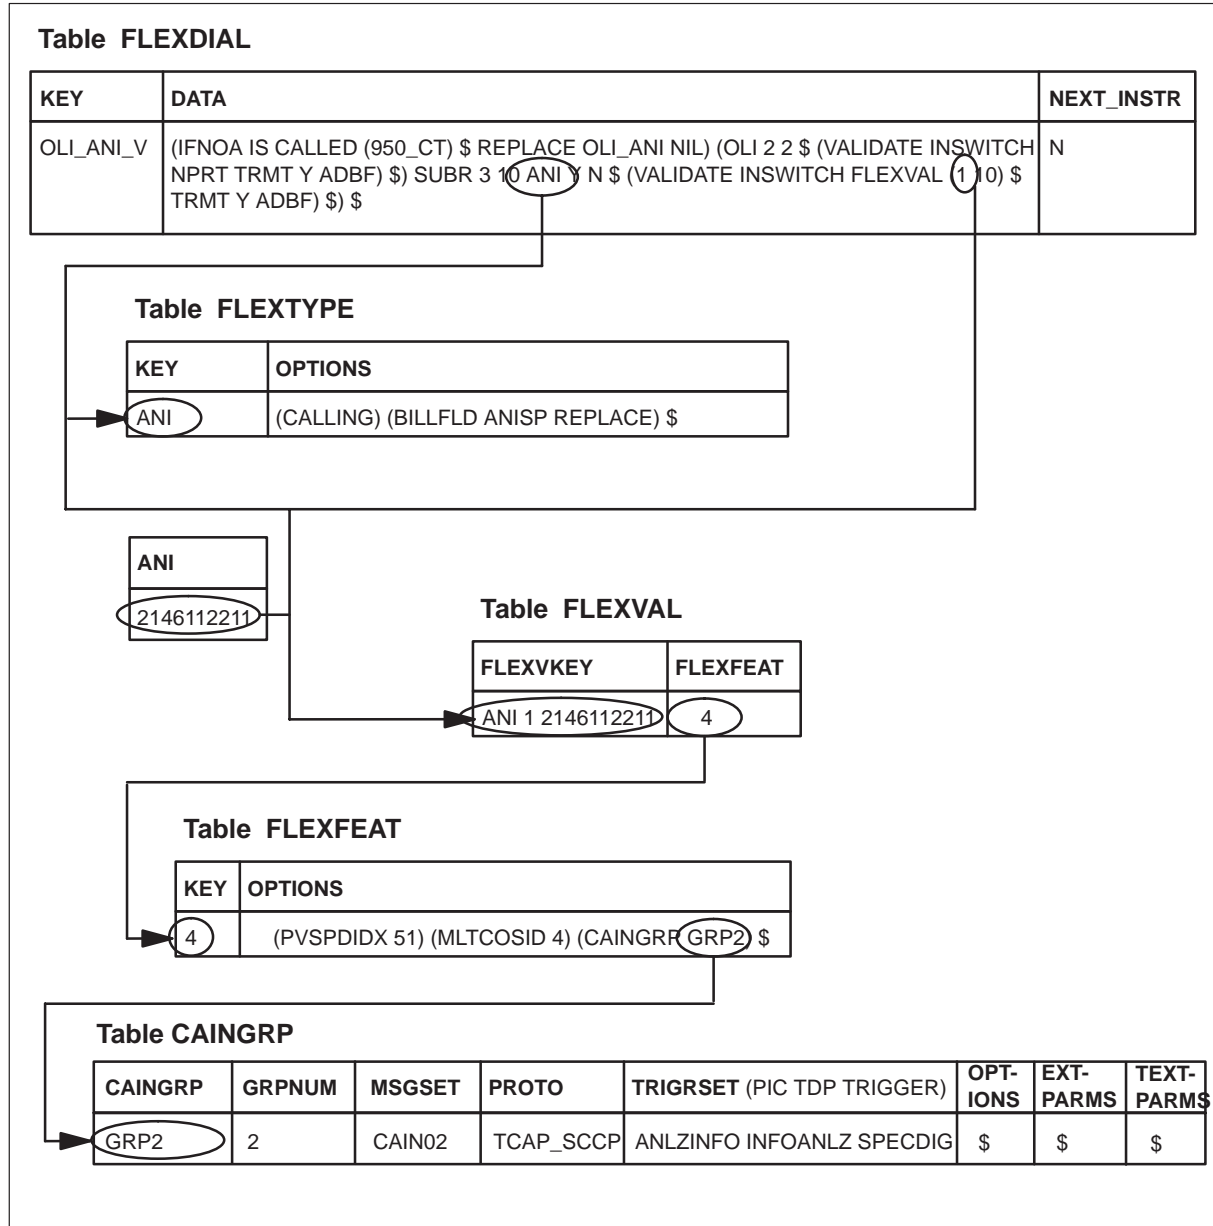 Table FLEXDIAL
KEY DATA NEXT_INSTR
OLI_ANI_V (IFNOA IS CALLED (950_CT) $ REPLACE OLI_ANI NIL) (OLI 2 2 $ (VALIDATE INSWITCH N
NPRT TRMT Y ADBF) $) SUBR 3 10 ANI Y N $ (VALIDATE INSWITCH FLEXVAL (1 10) $
TRMT Y ADBF) $) $
Table FLEXTYPE
KEY OPTIONS
ANI (CALLING) (BILLFLD ANISP REPLACE) $
ANI
2146112211
Table FLEXVAL
FLEXVKEY FLEXFEAT
ANI 1 2146112211 4
Table FLEXFEAT
KEY OPTIONS
4 (PVSPDIDX 51) (MLTCOSID 4) (CAINGRP GRP2) $
Table CAINGRP
CAINGRP GRPNUM MSGSET PROTO TRIGRSET (PIC TDP TRIGGER) OPT- EXT- TEXT-
IONS PARMS PARMS
GRP2 2 CAIN02 TCAP_SCCP ANLZINFO INFOANLZ SPECDIG $ $ $